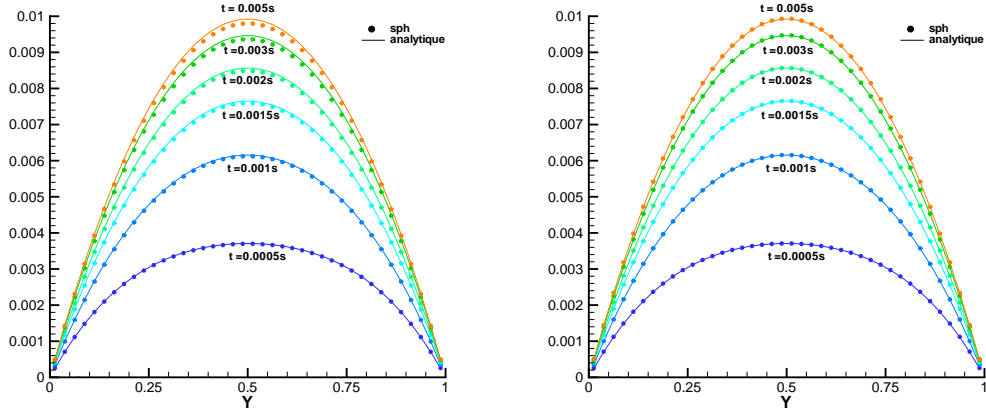 t = 0.005s
0.01
sph
analytique
0.009
t =0.003s
0.008
t =0.002s
0.007
t =0.0015s
0.006
t =0.001s
0.005
0.004
t =0.0005s
0.003
0.002
0.001
0
0 0.25 0.5 0.75 1
Y
t = 0.005s
0.01
sph
analytique
0.009
t =0.003s
0.008
t =0.002s
0.007
t =0.0015s
0.006
t =0.001s
0.005
0.004
t =0.0005s
0.003
0.002
0.001
0
0 0.25 0.5 0.75 1
Y